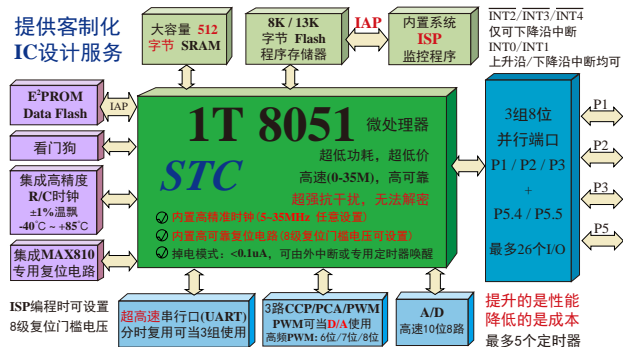 提供客制化
IC设计服务
大容量 512
字节 SRAM
8K / 13K
字节 Flash
程序存储器
IAP
内置系统
ISP
监控程序
INT2/INT3/INT4
仅可下降沿中断
INT0/INT1
上升沿/下降沿中断均可
E²PROM
Data Flash
IAP
看门狗
集成高精度
R/C时钟
±1%温飘
-40℃ ~ +85℃
集成MAX810
专用复位电路
1T 8051 微处理器
STC
超低功耗，超低价
高速(0-35M)，高可靠
超强抗干扰，无法解密
内置高精准时钟(5~35MHz 任意设置)
内置高可靠复位电路(8级复位门槛电压可设置)
掉电模式：<0.1uA，可由外中断或专用定时器唤醒
3组8位
并行端口
P1 / P2 / P3
+
P5.4 / P5.5
最多26个I/O
P1
P2
P3
P5
ISP编程时可设置
8级复位门槛电压
超高速串行口(UART)
分时复用可当3组使用
3路CCP/PCA/PWM
PWM可当D/A使用
高频PWM: 6位/7位/8位
A/D
高速10位8路
提升的是性能
降低的是成本
最多5个定时器